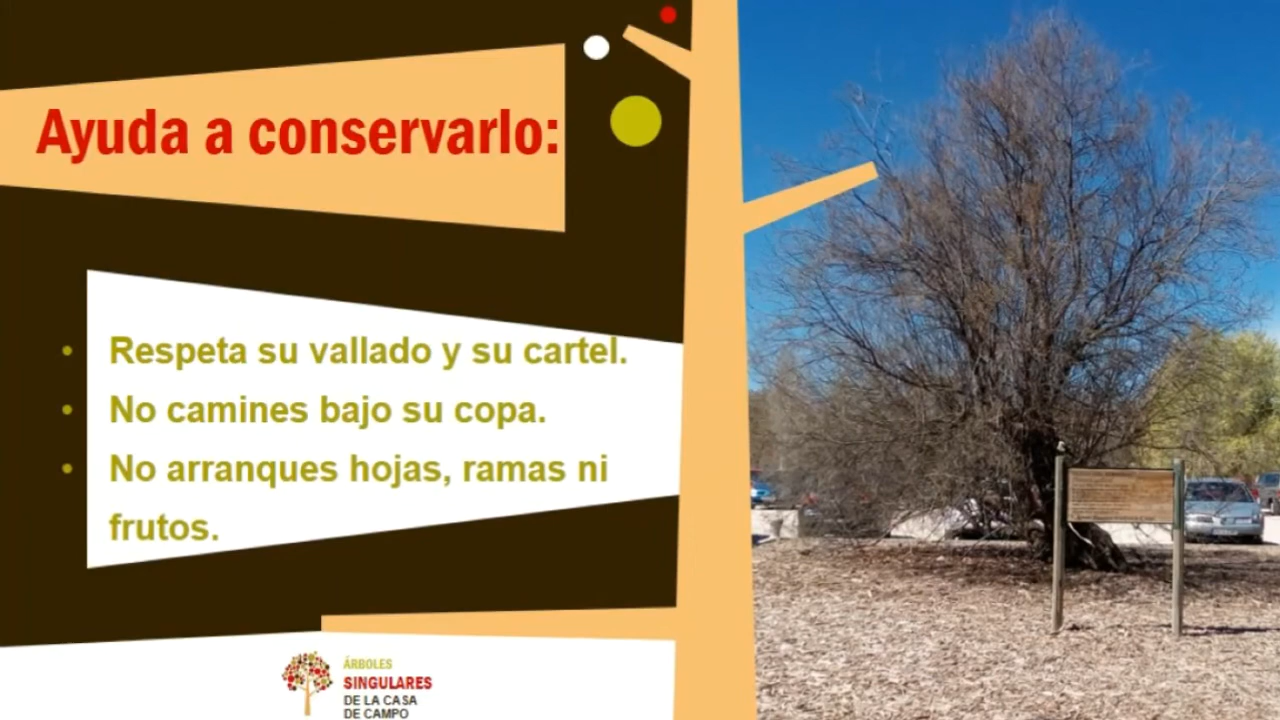 Ayuda a conservarlo:
• Respeta su vallado y su cartel.
• No camines bajo su copa.
• No arranques hojas, ramas ni
frutos.
ÁRBOLES
SINGULARES
DE LA CASA
DE CAMPO